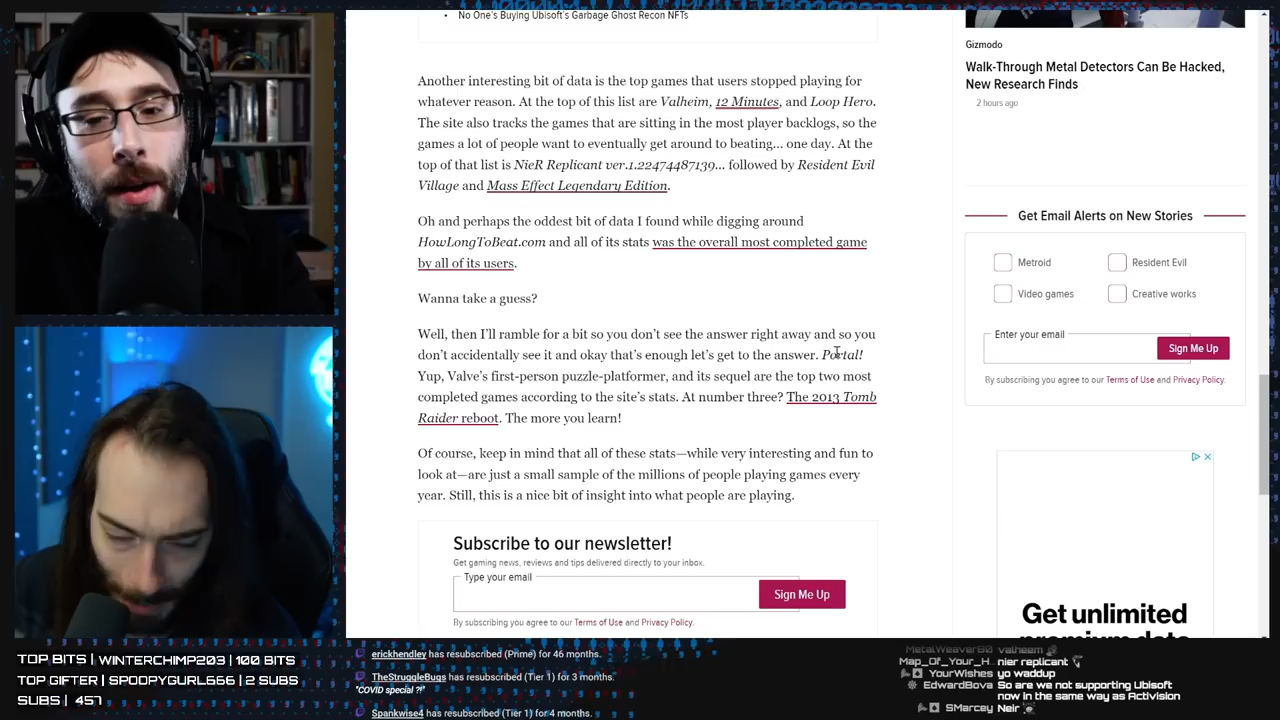 • No One's Buying Ubisoft's Garbage Ghost Recon NFTs
Another interesting bit of data is the top games that users stopped playing for
whatever reason. At the top of this list are Valheim, 12 Minutes, and Loop Hero.
The site also tracks the games that are sitting in the most player backlogs, so the
games a lot of people want to eventually get around to beating... one day. At the
top of that list is NieR Replicant ver.1.22474487139... followed by Resident Evil
Village and Mass Effect Legendary Edition.
Oh and perhaps the oddest bit of data I found while digging around
HowLongToBeat.com and all of its stats was the overall most completed game
by all of its users.
Wanna take a guess?
Well, then I'll ramble for a bit so you don't see the answer right away and so you
don't accidentally see it and okay that's enough let's get to the answer. Portal!
Yup, Valve's first-person puzzle-platformer, and its sequel are the top two most
completed games according to the site's stats. At number three? The 2013 Tomb
Raider reboot. The more you learn!
Of course, keep in mind that all of these stats—while very interesting and fun to
look at—are just a small sample of the millions of people playing games every
year. Still, this is a nice bit of insight into what people are playing.
Subscribe to our newsletter!
Get gaming news, reviews and tips delivered directly to your inbox.
Type your email
Sign Me Up
By subscribing you agree to our Terms of Use and Privacy Policy.
Gizmodo
Walk-Through Metal Detectors Can Be Hacked,
New Research Finds
2 hours ago
Get Email Alerts on New Stories
Metroid
Resident Evil
Video games
Creative works
Enter your email
Sign Me Up
By subscribing you agree to our Terms of Use and Privacy Policy.
Get unlimited
premium data
TOP BITS | WINTERCHIMP203 | 100 BITS
TOP GIFTER | SPOOPYGURL666 | 2 SUBS
SUBS | 457
erickhendley has resubscribed (Prime) for 46 months.
TheStruggleBugs has resubscribed (Tier 1) for 3 months.
"COVID special ?!"
Spankwise4 has resubscribed (Tier 1) for 4 months.
MetalWeaver80 valheem
Map_Of_Your_H.. nier replicant
YourWishes yo waddup
EdwardBova So are we not supporting Ubisoft
now in the same way as Activision
SMarcey Neir